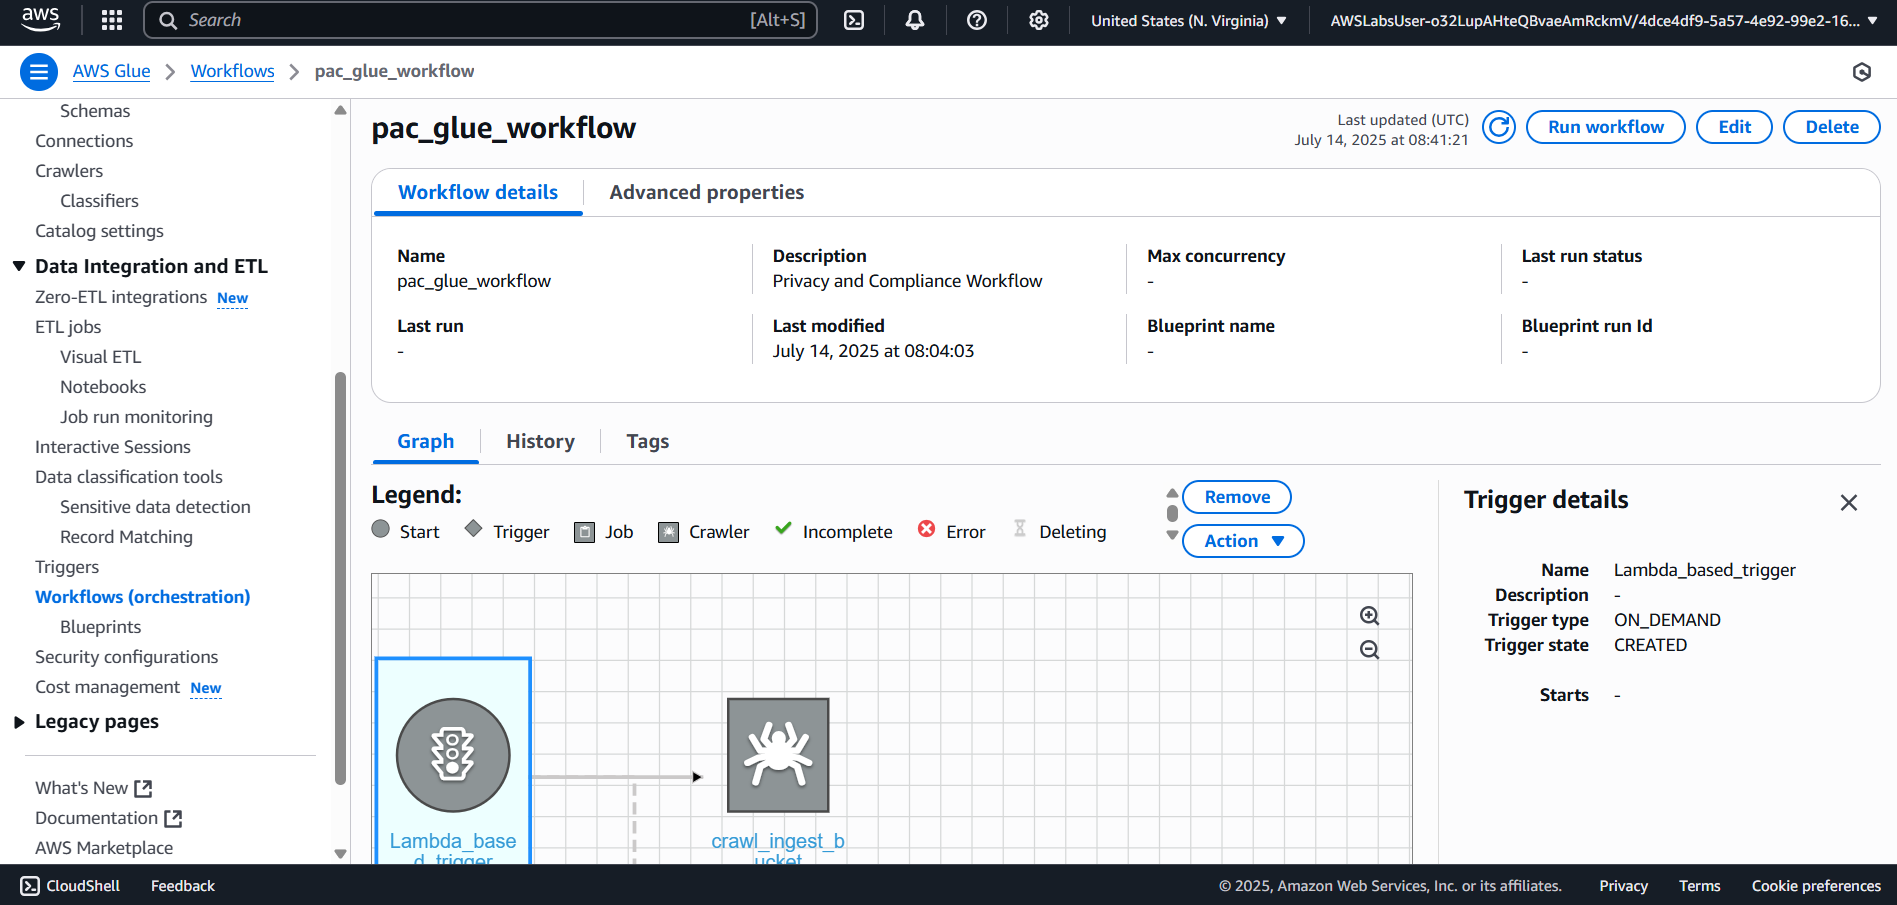 aws
Search [Alt+S]
United States (N. Virginia)
AWSLabsUser-o32LupAHteQBvaeAmRckmV/4dce4df9-5a57-4e92-99e2-16...
AWS Glue
Workflows
pac_glue_workflow
Schemas
Connections
Crawlers
Classifiers
Catalog settings
Data Integration and ETL
Zero-ETL integrations New
ETL jobs
Visual ETL
Notebooks
Job run monitoring
Interactive Sessions
Data classification tools
Sensitive data detection
Record Matching
Triggers
Workflows (orchestration)
Blueprints
Security configurations
Cost management New
Legacy pages
What's New
Documentation
AWS Marketplace
pac_glue_workflow
Last updated (UTC)
July 14, 2025 at 08:41:21
Run workflow
Edit
Delete
Workflow details
Advanced properties
Name
pac_glue_workflow
Description
Privacy and Compliance Workflow
Max concurrency
-
Last run status
-
Last run
-
Last modified
July 14, 2025 at 08:04:03
Blueprint name
-
Blueprint run Id
-
Graph
History
Tags
Legend:
Start
Trigger
Job
Crawler
Incomplete
Error
Deleting
Remove
Action
Lambda_base
d_trigger
crawl_ingest_b
ucket
Trigger details
Name Lambda_based_trigger
Description -
Trigger type ON_DEMAND
Trigger state CREATED
Starts -
CloudShell
Feedback
© 2025, Amazon Web Services, Inc. or its affiliates.
Privacy
Terms
Cookie preferences